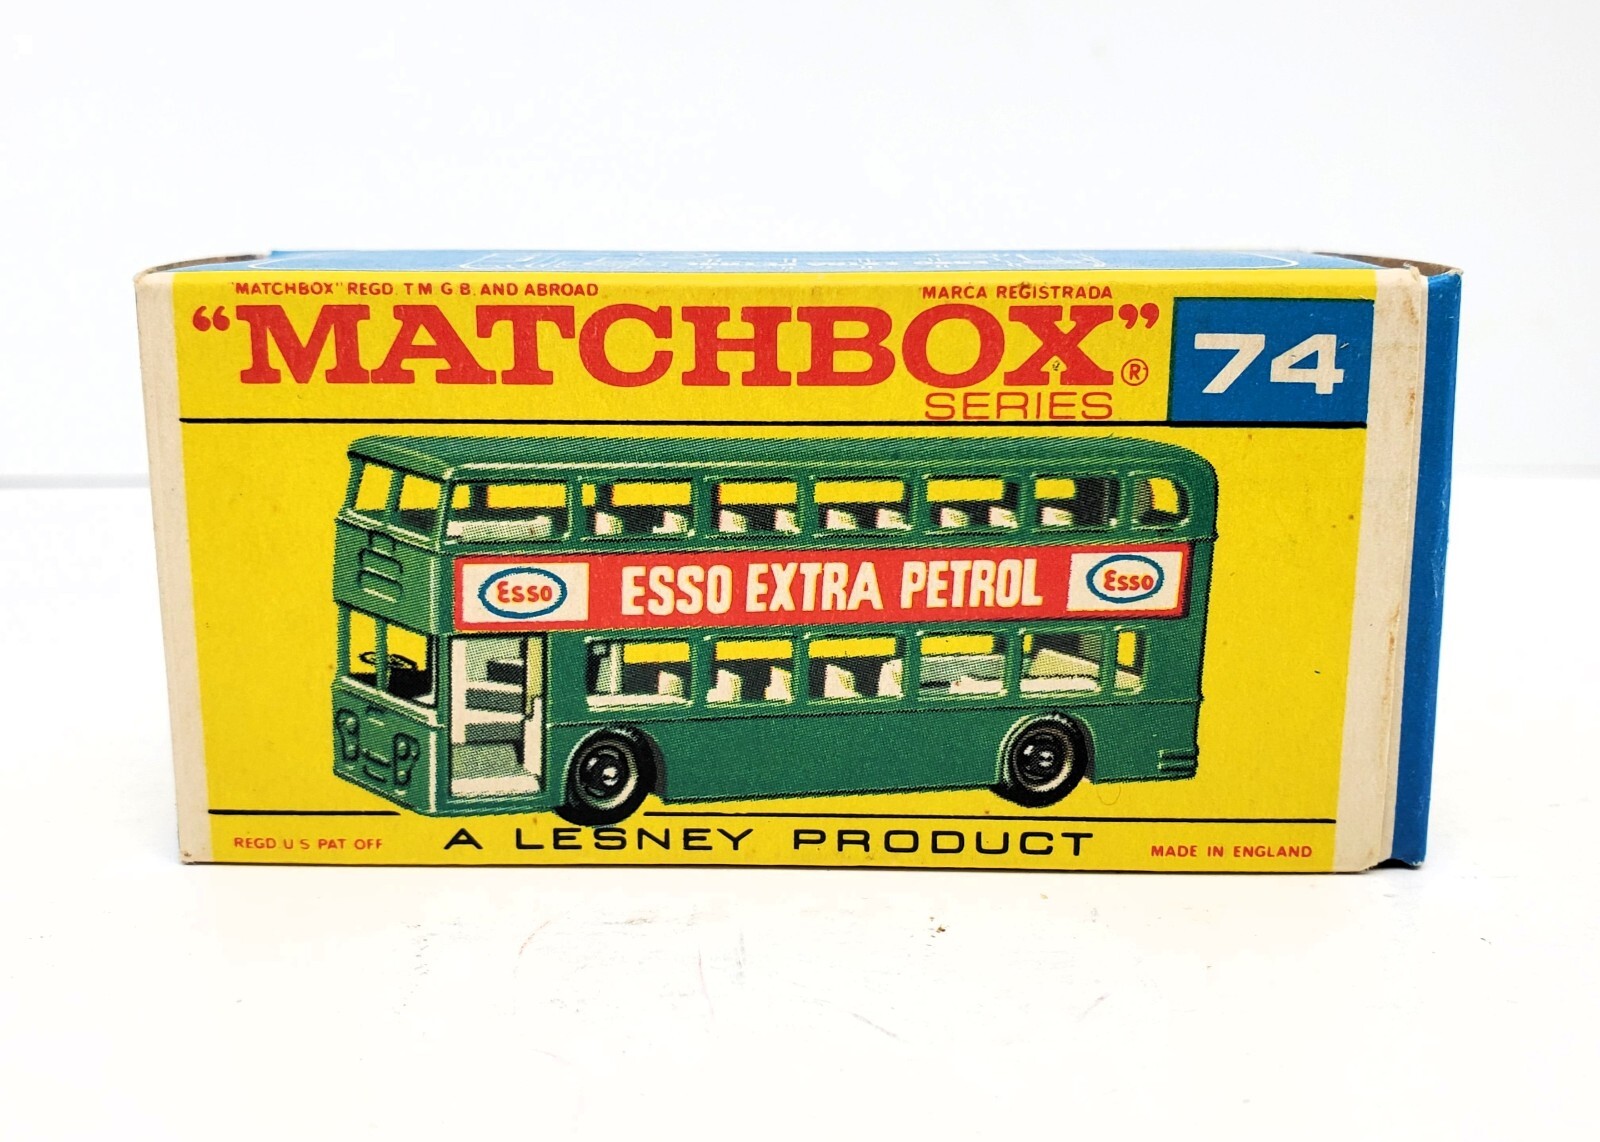 "MATCHBOX" REGD. T M G B. AND ABROAD
MARCA REGISTRADA
"MATCHBOX"®
SERIES
74
Esso
ESSO EXTRA PETROL
Esso
REGD. U S PAT OFF
A LESNEY PRODUCT
MADE IN ENGLAND